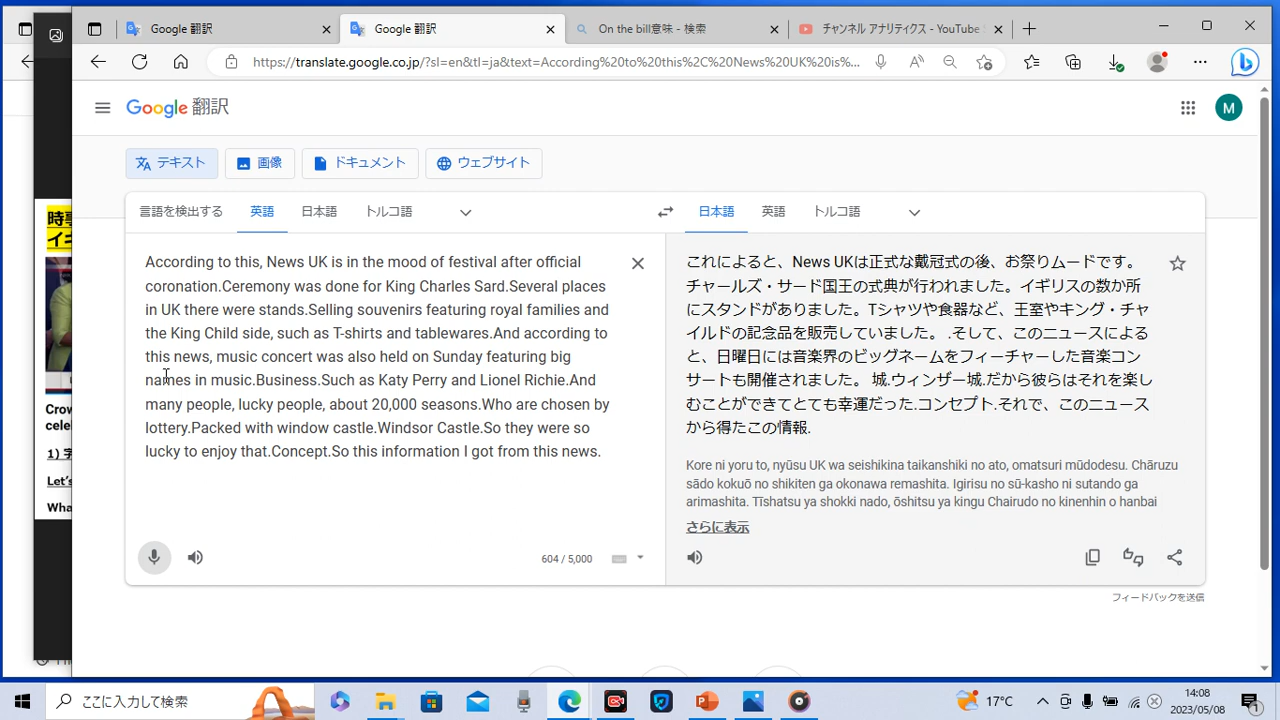 Google 翻訳
Google 翻訳
On the bill意味 - 検索
チャンネル アナリティクス - YouTube
https://translate.google.co.jp/?sl=en&tl=ja&text=According%20to%20this%2C%20News%20UK%20is%...
Google 翻訳
M
テキスト
画像
ドキュメント
ウェブサイト
言語を検出する
英語
日本語
トルコ語
日本語
英語
トルコ語
According to this, News UK is in the mood of festival after official
coronation.Ceremony was done for King Charles Sard.Several places
in UK there were stands.Selling souvenirs featuring royal families and
the King Child side, such as T-shirts and tablewares.And according to
this news, music concert was also held on Sunday featuring big
names in music.Business.Such as Katy Perry and Lionel Richie.And
many people, lucky people, about 20,000 seasons.Who are chosen by
lottery.Packed with window castle.Windsor Castle.So they were so
lucky to enjoy that.Concept.So this information I got from this news.
604 / 5,000
これによると、News UKは正式な戴冠式の後、お祭りムードです。
チャールズ・サード国王の式典が行われました。イギリスの数か所
にスタンドがありました。Tシャツや食器など、王室やキング・チャ
イルドの記念品を販売していました。 .そして、このニュースによる
と、日曜日には音楽界のビッグネームをフィーチャーした音楽コン
サートも開催されました。 城.ウィンザー城.だから彼らはそれを楽し
むことができてとても幸運だった.コンセプト.それで、このニュース
から得たこの情報.
Kore ni yoru to, nyūsu UK wa seishikina taikanshiki no ato, omatsuri mūdodesu. Chāruzu
sādo kokuō no shikiten ga okonawa remashita. Igirisu no sū-kasho ni sutando ga
arimashita. Tīshatsu ya shokki nado, ōshitsu ya kingu Chairudo no kinenhin o hanbai
さらに表示
フィードバックを送信
時事
イギ
Crow
celel
1) 字
Let's
Wha
ここに入力して検索
17°C
14:08
2023/05/08
1